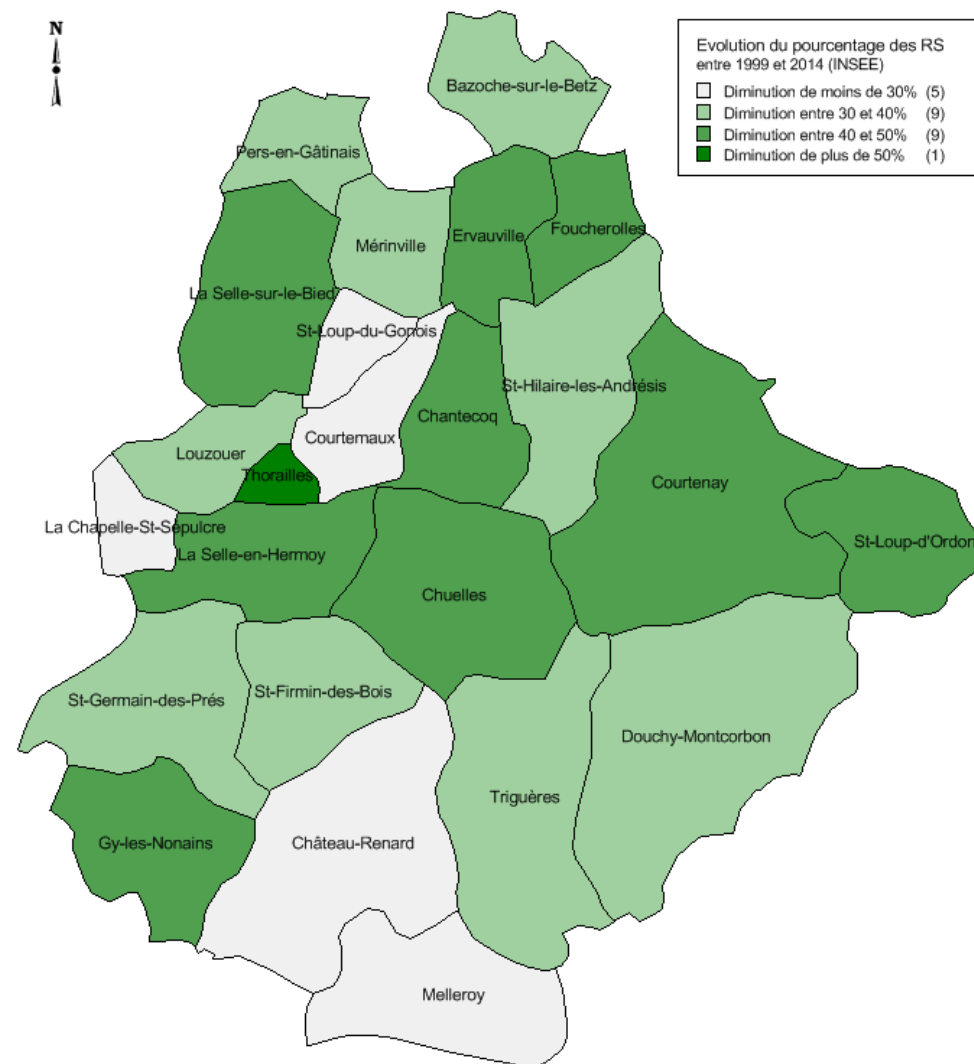 N
Evolution du pourcentage des RS
entre 1999 et 2014 (INSEE)
Diminution de moins de 30% (5)
Diminution entre 30 et 40% (9)
Diminution entre 40 et 50% (9)
Diminution de plus de 50% (1)
Bazoche-sur-le-Betz
Pers-en-Gâtinais
Mérinville
Ervauville
Foucherolles
La Selle-sur-le-Bied
St-Loup-du-Gonois
St-Hilaire-les-Andrésis
Chantecoq
Courtemaux
Louzouer
Thorailles
Courtenay
La Chapelle-St-Sépulcre
St-Loup-d'Ordon
La Selle-en-Hermoy
Chuelles
St-Germain-des-Prés
St-Firmin-des-Bois
Douchy-Montcorbon
Triguères
Gy-les-Nonains
Château-Renard
Melleroy